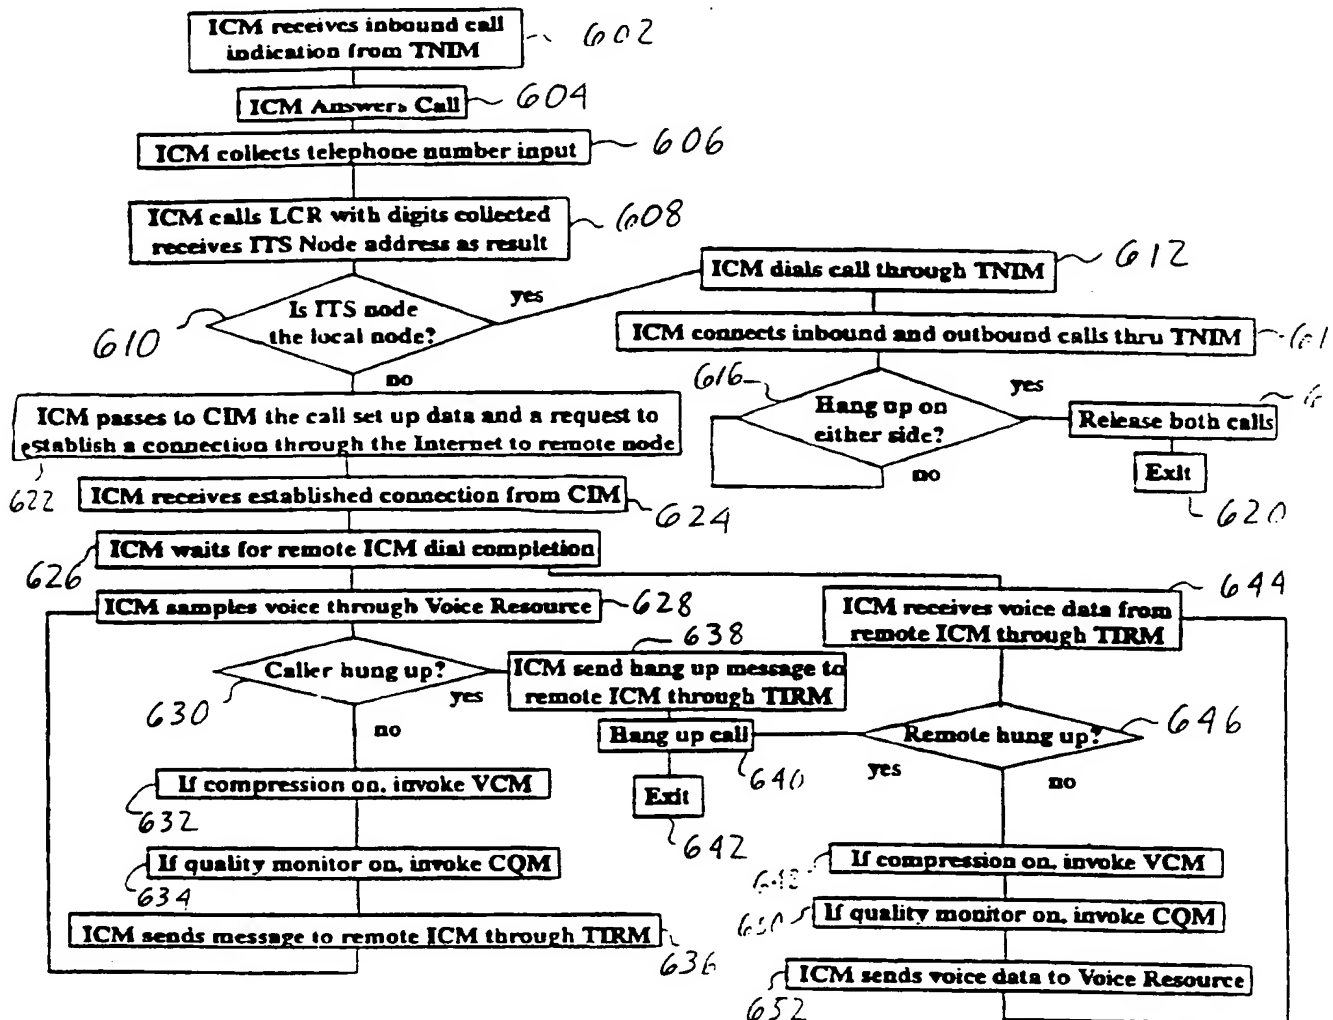 ICM receives inbound call
indication from TNIM
602
ICM Answers Call
604
ICM collects telephone number input
606
ICM calls LCR with digits collected
receives ITS Node address as result
608
Is ITS node
the local node?
610
yes
no
ICM dials call through TNIM
612
ICM connects inbound and outbound calls thru TNIM
Hang up on
either side?
616
yes
no
Release both calls
Exit
620
ICM passes to CIM the call set up data and a request to
establish a connection through the Internet to remote node
622
ICM receives established connection from CIM
624
ICM waits for remote ICM dial completion
626
ICM samples voice through Voice Resource
628
Caller hung up?
630
yes
no
ICM send hang up message to
remote ICM through TIRM
638
Hang up call
640
Exit
642
If compression on, invoke VCM
632
If quality monitor on, invoke CQM
634
ICM sends message to remote ICM through TIRM
636
ICM receives voice data from
remote ICM through TIRM
644
Remote hung up?
646
yes
no
If compression on, invoke VCM
648
If quality monitor on, invoke CQM
650
ICM sends voice data to Voice Resource
652